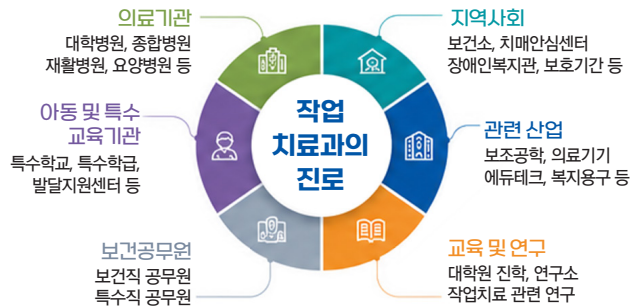 의료기관
대학병원, 종합병원
재활병원, 요양병원 등
지역사회
보건소, 치매안심센터
장애인복지관, 보호기간 등
아동 및 특수
교육기관
특수학교, 특수학급,
발달지원센터 등
작업
치료과의
진로
관련 산업
보조공학, 의료기기
에듀테크, 복지용구 등
보건공무원
보건직 공무원
특수직 공무원
교육 및 연구
대학원 진학, 연구소
작업치료 관련 연구